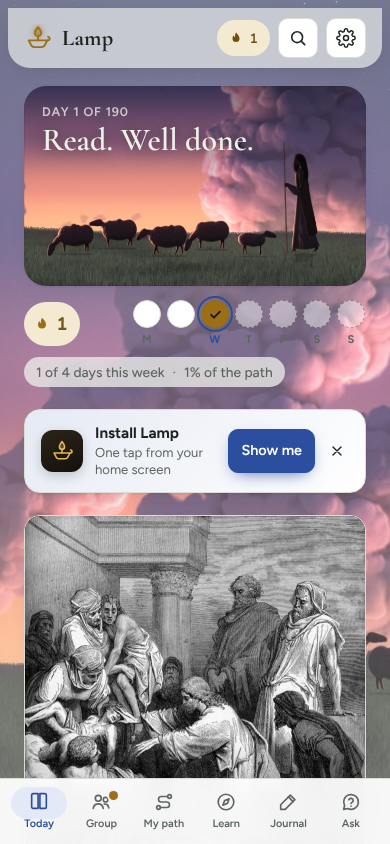 Lamp
1
DAY 1 OF 190
Read. Well done.
1
M T W T F S S
1 of 4 days this week · 1% of the path
Install Lamp
One tap from your
home screen
Show me
Today Group My path Learn Journal Ask